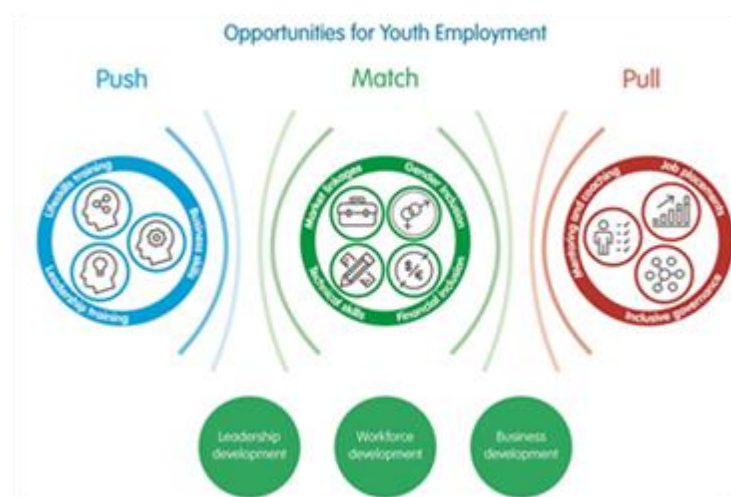 Opportunities for Youth Employment
Push
Match
Pull
Lifeskills training
Business skills
Leadership training
Market linkages
Gender inclusion
Technical skills
Financial inclusion
$/€
Mentoring and coaching
Job placements
Inclusive governance
Leadership
development
Workforce
development
Business
development